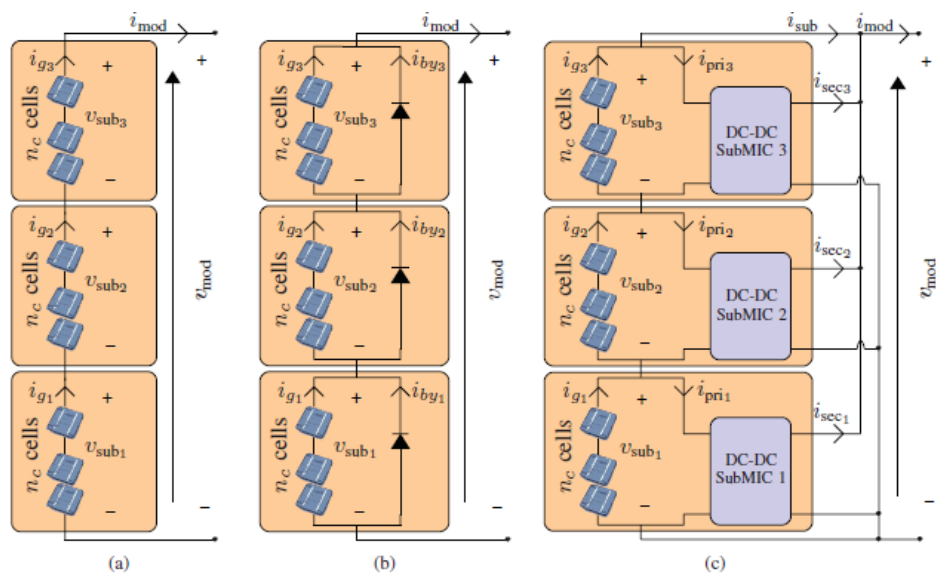 i_mod
+
i_g3
+
n_c cells
v_sub3
−
i_g2
+
n_c cells
v_sub2
−
v_mod
i_g1
+
n_c cells
v_sub1
−
−
(a)
i_mod
+
i_g3
+
i_by3
n_c cells
v_sub3
−
i_g2
+
i_by2
n_c cells
v_sub2
−
v_mod
i_g1
+
i_by1
n_c cells
v_sub1
−
−
(b)
i_sub
i_mod
+
i_g3
+
i_pri3
i_sec3
n_c cells
v_sub3
DC-DC
SubMIC 3
−
i_g2
+
i_pri2
i_sec2
n_c cells
v_sub2
DC-DC
SubMIC 2
−
v_mod
i_g1
+
i_pri1
i_sec1
n_c cells
v_sub1
DC-DC
SubMIC 1
−
−
(c)